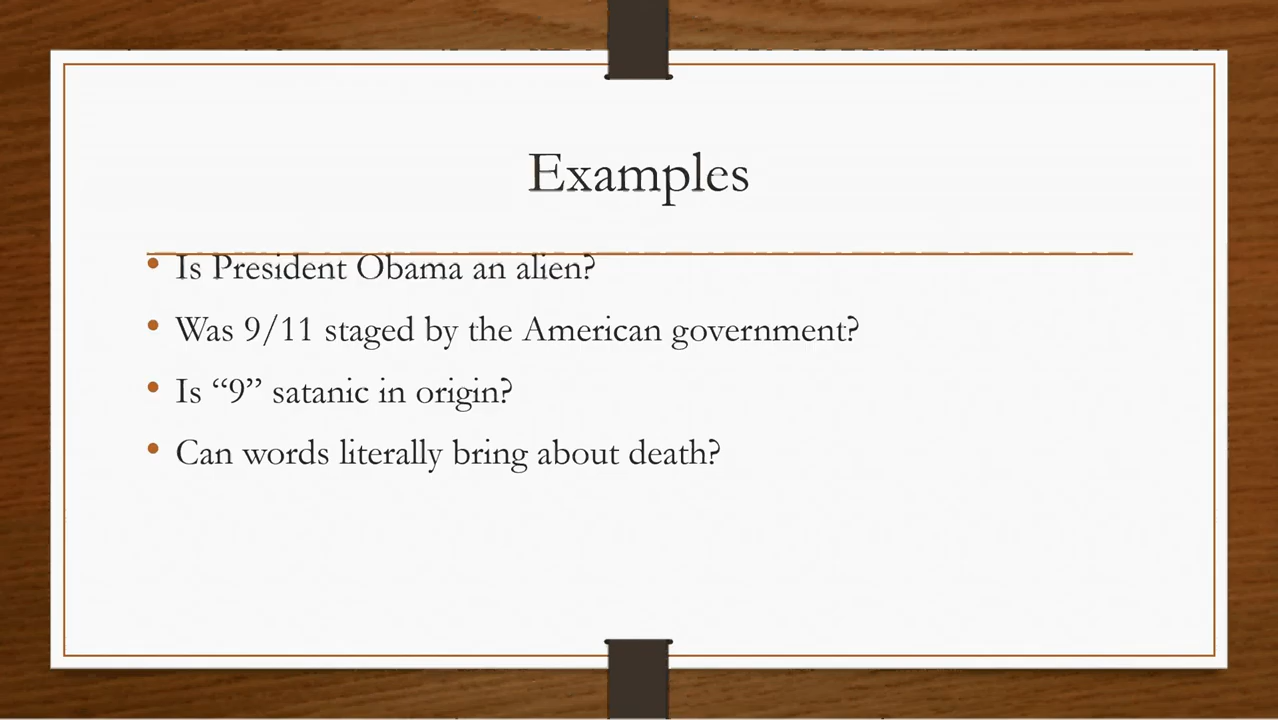 Examples
• Is President Obama an alien?
• Was 9/11 staged by the American government?
• Is “9” satanic in origin?
• Can words literally bring about death?